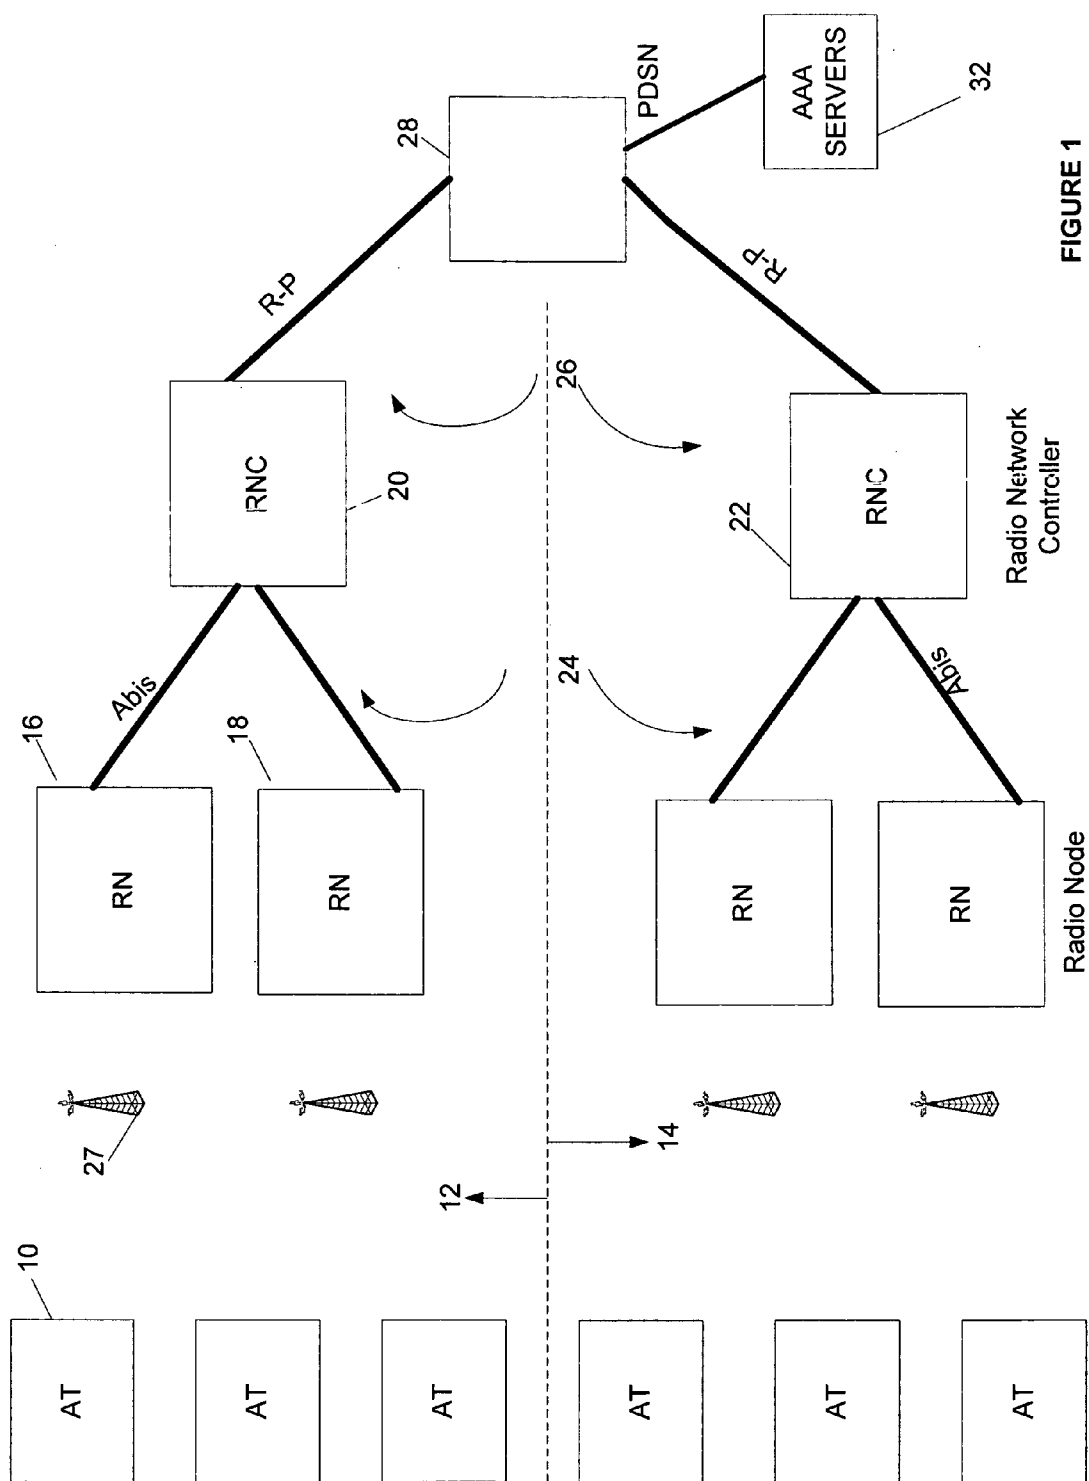 10
AT
AT
AT
AT
AT
AT
27
12
14
16
RN
18
RN
RN
RN
Radio Node
Abis
24
Abis
RNC
20
22
RNC
Radio Network
Controller
R-P
26
R-P
28
PDSN
AAA
SERVERS
32
FIGURE 1